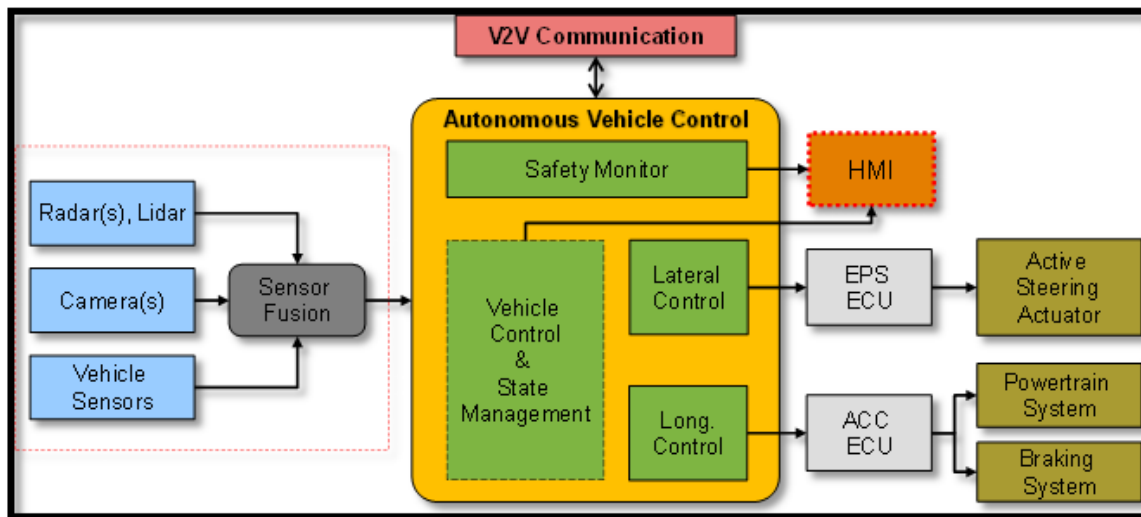 V2V Communication
Autonomous Vehicle Control
Safety Monitor
HMI
Radar(s), Lidar
Camera(s)
Vehicle
Sensors
Sensor
Fusion
Vehicle
Control
&
State
Management
Lateral
Control
Long.
Control
EPS
ECU
ACC
ECU
Active
Steering
Actuator
Powertrain
System
Braking
System